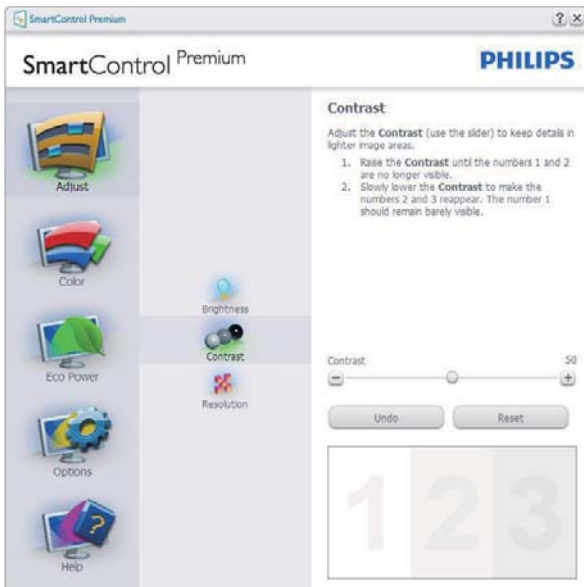 SmartControl Premium
SmartControl Premium
PHILIPS
Adjust
Color
Eco Power
Options
Help
Brightness
Contrast
Resolution
Contrast
Adjust the Contrast (use the slider) to keep details in
lighter image areas.
1. Raise the Contrast until the numbers 1 and 2
are no longer visible.
2. Slowly lower the Contrast to make the
numbers 2 and 3 reappear. The number 1
should remain barely visible.
Contrast 50
Undo Reset
1 2 3